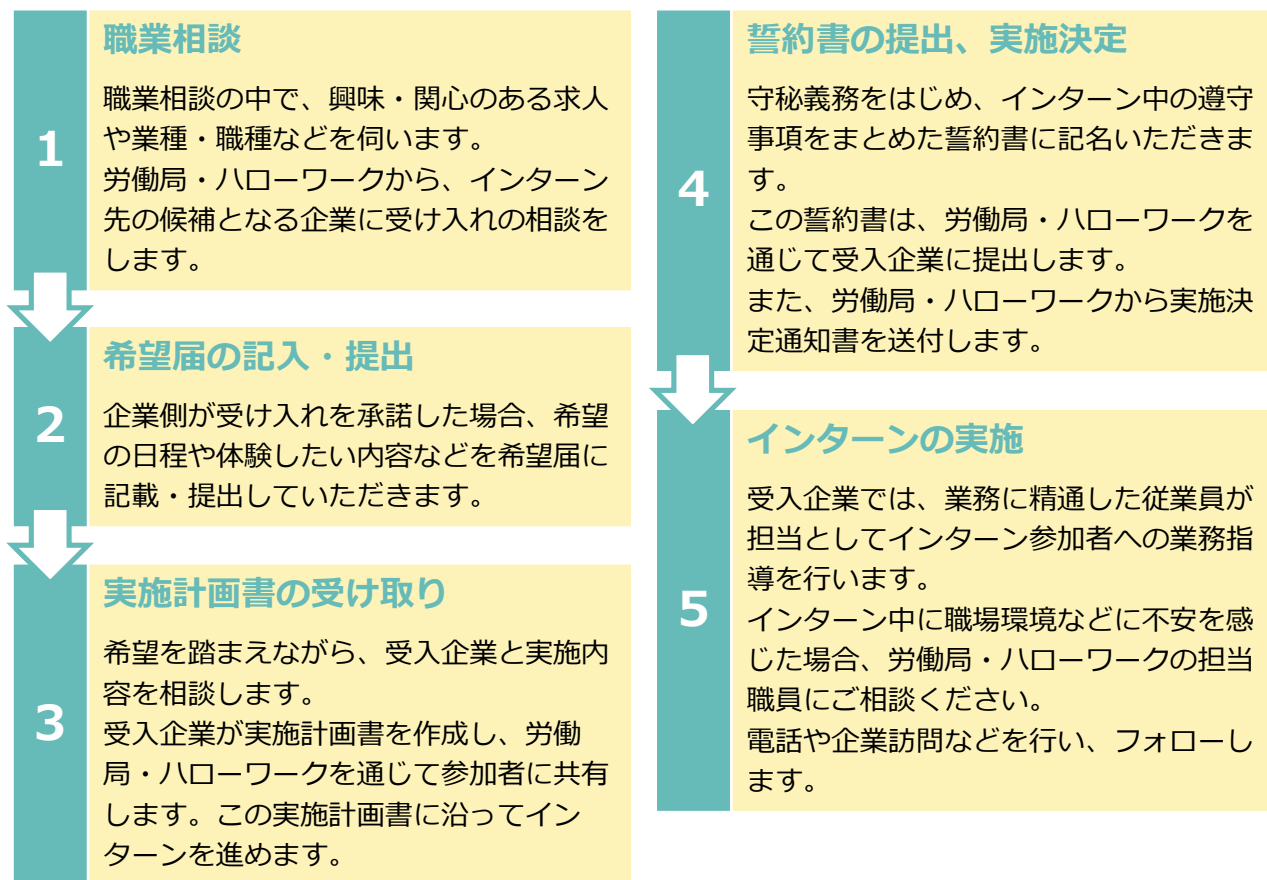 1
職業相談
職業相談の中で、興味・関心のある求人
や業種・職種などを伺います。
労働局・ハローワークから、インターン
先の候補となる企業に受け入れの相談を
します。
2
希望届の記入・提出
企業側が受け入れを承諾した場合、希望
の日程や体験したい内容などを希望届に
記載・提出していただきます。
3
実施計画書の受け取り
希望を踏まえながら、受入企業と実施内
容を相談します。
受入企業が実施計画書を作成し、労働
局・ハローワークを通じて参加者に共有
します。この実施計画書に沿ってイン
ターンを進めます。
4
誓約書の提出、実施決定
守秘義務をはじめ、インターン中の遵守
事項をまとめた誓約書に記名いただきま
す。
この誓約書は、労働局・ハローワークを
通じて受入企業に提出します。
また、労働局・ハローワークから実施決
定通知書を送付します。
5
インターンの実施
受入企業では、業務に精通した従業員が
担当としてインターン参加者への業務指
導を行います。
インターン中に職場環境などに不安を感
じた場合、労働局・ハローワークの担当
職員にご相談ください。
電話や企業訪問などを行い、フォローし
ます。